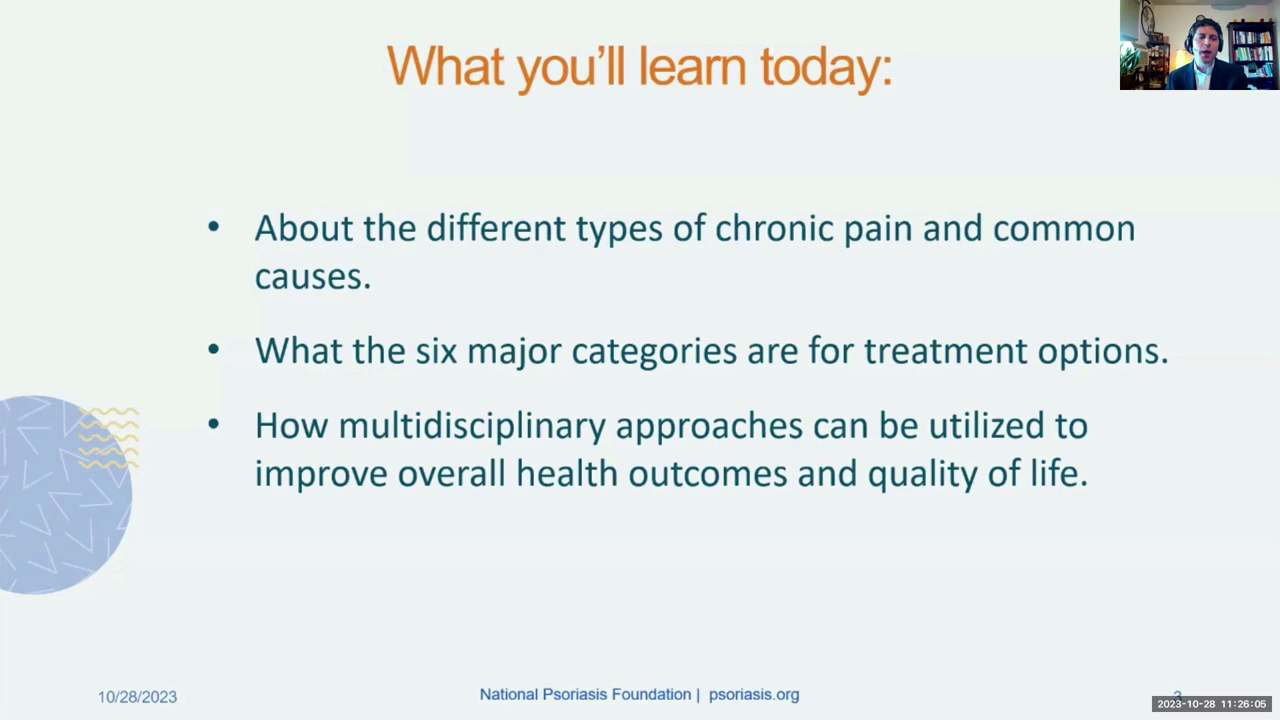 What you'll learn today:
• About the different types of chronic pain and common
causes.
• What the six major categories are for treatment options.
• How multidisciplinary approaches can be utilized to
improve overall health outcomes and quality of life.
10/28/2023
National Psoriasis Foundation | psoriasis.org
3
2023-10-28 11:26:05